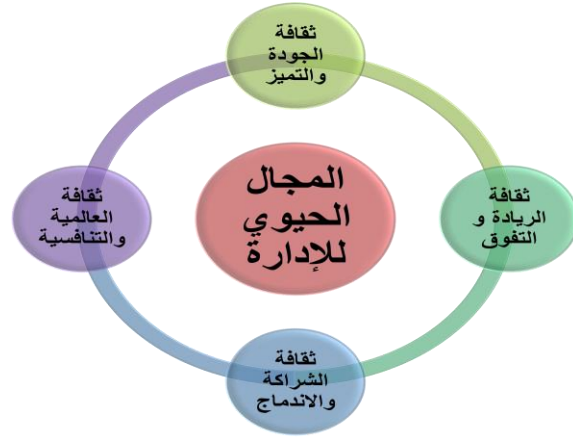 ثقافة
الجودة
والتميز
المجال
الحيوي
للإدارة
ثقافة
الريادة و
التفوق
ثقافة
العالمية
والتنافسية
ثقافة
الشراكة
والاندماج